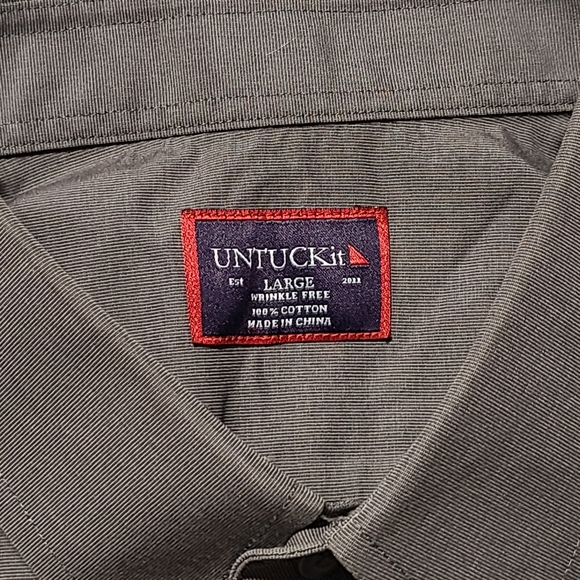 UNTUCKit
Est LARGE 2011
WRINKLE FREE
100% COTTON
MADE IN CHINA